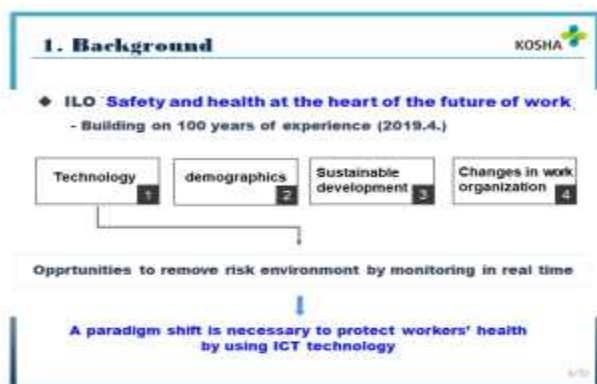 1. Background
KOSHA
◆ ILO Safety and health at the heart of the future of work
- Building on 100 years of experience (2019.4.)
Technology
1
demographics
2
Sustainable
development
3
Changes in work
organization
4
Opprtunities to remove risk environmont by monitoring in real time
A paradigm shift is necessary to protect workers' health
by using ICT technology